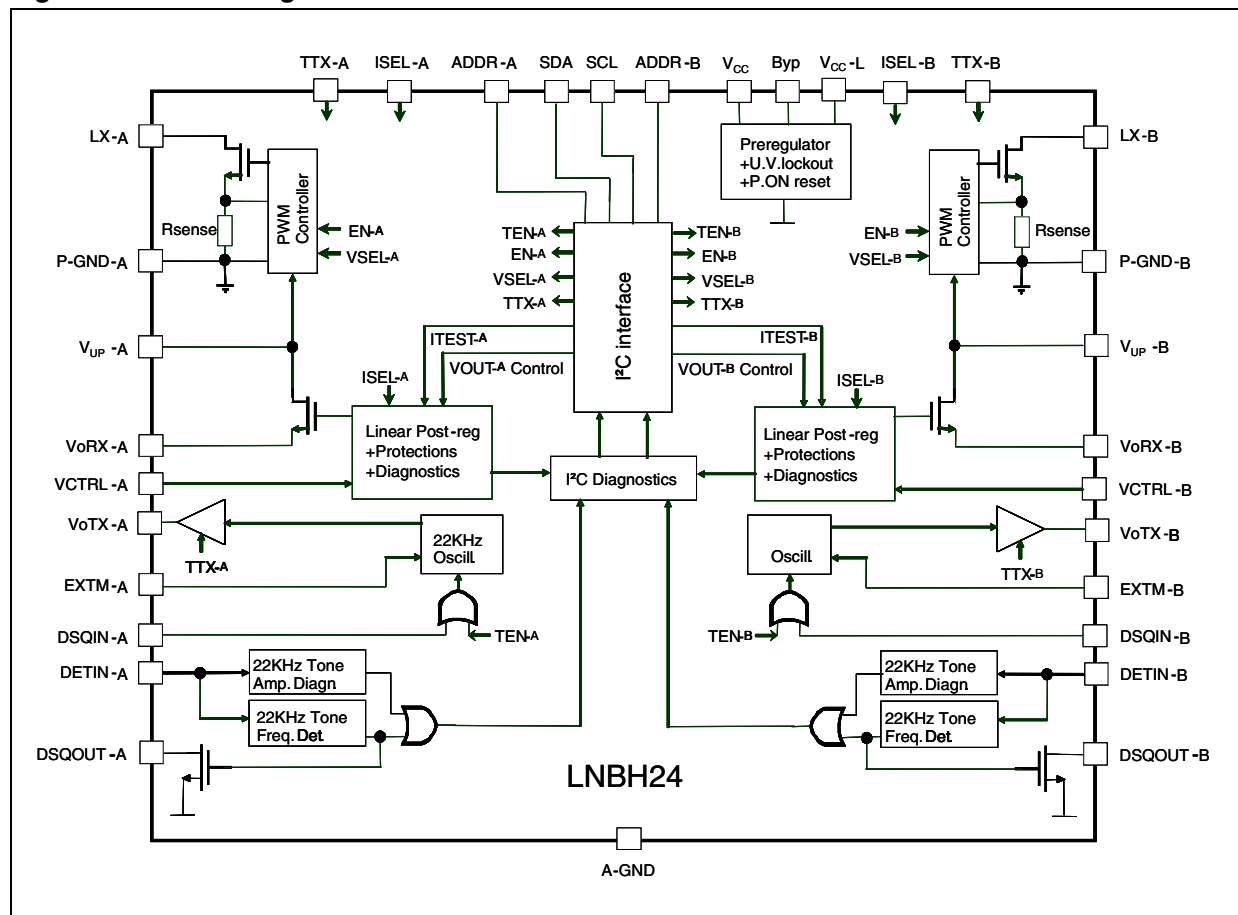 TTX-A
ISEL-A
ADDR-A
SDA
SCL
ADDR-B
VCC
Byp
VCC-L
ISEL-B
TTX-B
LX-A
LX-B
Preregulator
+U.V.lockout
+P.ON reset
PWM
Controller
PWM
Controller
Rsense
Rsense
EN-A
VSEL-A
TEN-A
EN-A
VSEL-A
TTX-A
I²C interface
TEN-B
EN-B
VSEL-B
TTX-B
EN-B
VSEL-B
P-GND-A
P-GND-B
ITEST-A
ITEST-B
VUP-A
VUP-B
VOUT-A Control
VOUT-B Control
ISEL-A
ISEL-B
Linear Post-reg
+Protections
+Diagnostics
Linear Post-reg
+Protections
+Diagnostics
VoRX-A
VoRX-B
I²C Diagnostics
VCTRL-A
VCTRL-B
VoTX-A
VoTX-B
22KHz
Oscill.
Oscill.
TTX-A
TTX-B
EXTM-A
EXTM-B
DSQIN-A
TEN-A
TEN-B
DSQIN-B
DETIN-A
22KHz Tone
Amp. Diagn.
22KHz Tone
Amp. Diagn
DETIN-B
22KHz Tone
Freq. Det.
22KHz Tone
Freq. Det.
DSQOUT-A
DSQOUT-B
LNBH24
A-GND